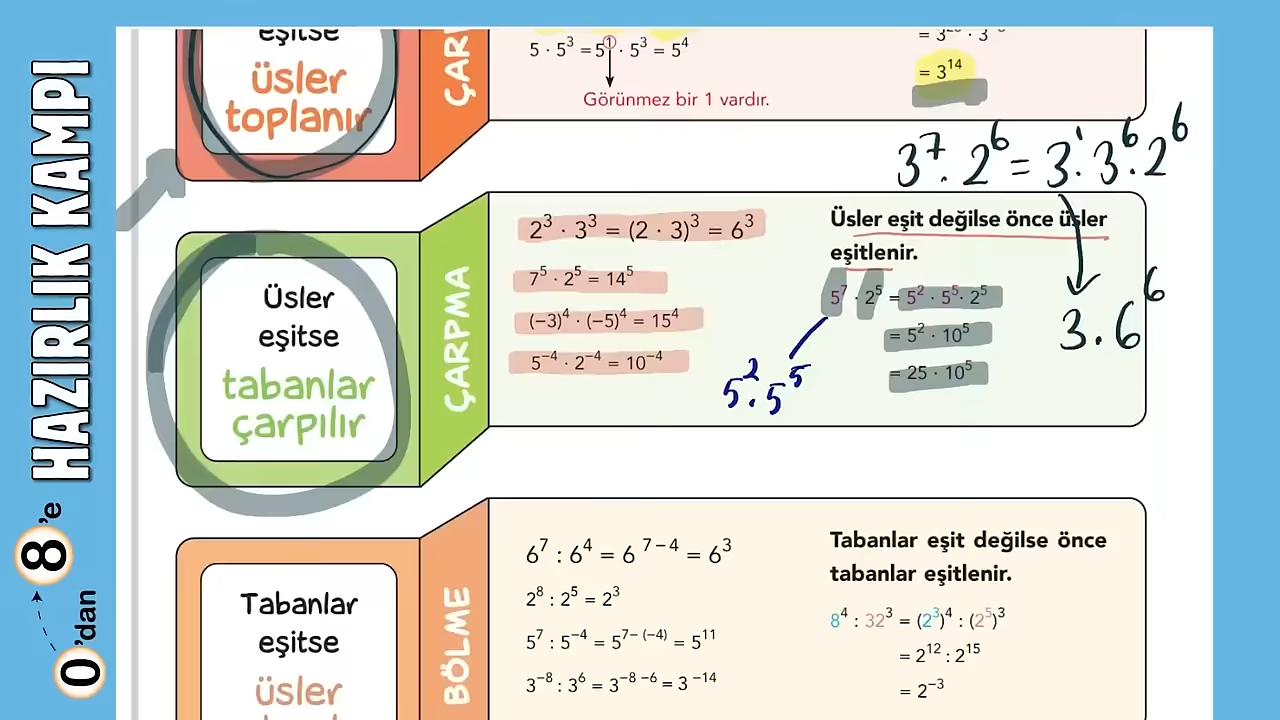 0'dan 8'e HAZIRLIK KAMPI
eşitse
üsler
toplanır
5 · 5³ = 5¹ · 5³ = 5⁴
Görünmez bir 1 vardır.
= 3¹⁴
3⁷ · 2⁶ = 3¹ · 3⁶ · 2⁶
3 · 6⁶
Üsler
eşitse
tabanlar
çarpılır
ÇARPMA
2³ · 3³ = (2 · 3)³ = 6³
7⁵ · 2⁵ = 14⁵
(−3)⁴ · (−5)⁴ = 15⁴
5⁻⁴ · 2⁻⁴ = 10⁻⁴
Üsler eşit değilse önce üsler
eşitlenir.
5⁷ · 2⁵ = 5² · 5⁵ · 2⁵
= 5² · 10⁵
= 25 · 10⁵
5² · 5⁵
Tabanlar
eşitse
üsler
BÖLME
6⁷ : 6⁴ = 6⁷⁻⁴ = 6³
2⁸ : 2⁵ = 2³
5⁷ : 5⁻⁴ = 5⁷⁻⁽⁻⁴⁾ = 5¹¹
3⁻⁸ : 3⁶ = 3⁻⁸⁻⁶ = 3⁻¹⁴
Tabanlar eşit değilse önce
tabanlar eşitlenir.
8⁴ : 32³ = (2³)⁴ : (2⁵)³
= 2¹² : 2¹⁵
= 2⁻³